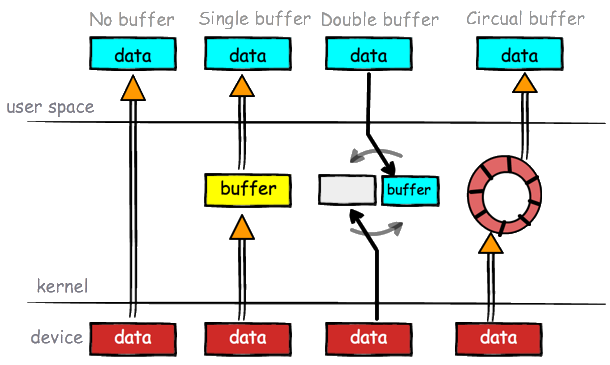 No buffer
Single buffer
Double buffer
Circual buffer
data
data
data
data
user space
buffer
buffer
kernel
device
data
data
data
data